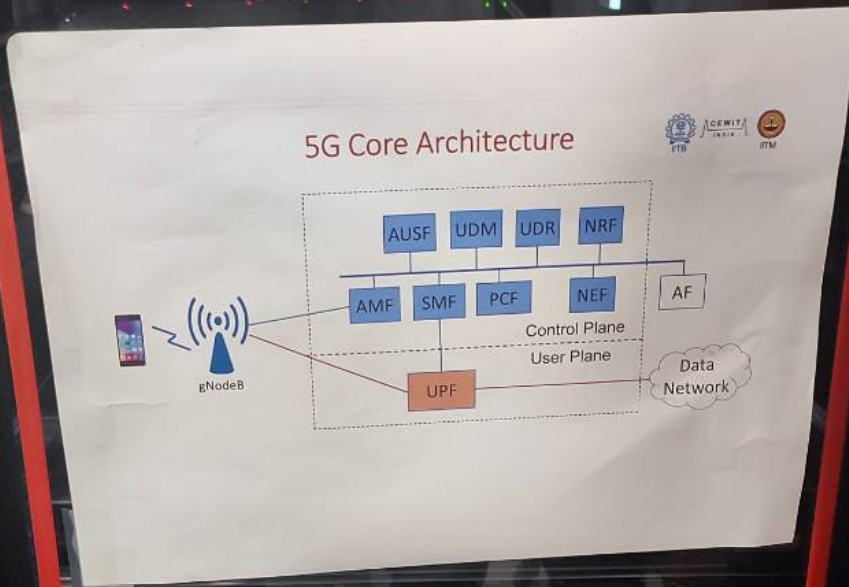 5G Core Architecture
IITB
CEWiT
INDIA
IITM
AUSF
UDM
UDR
NRF
AMF
SMF
PCF
NEF
AF
Control Plane
User Plane
gNodeB
UPF
Data
Network